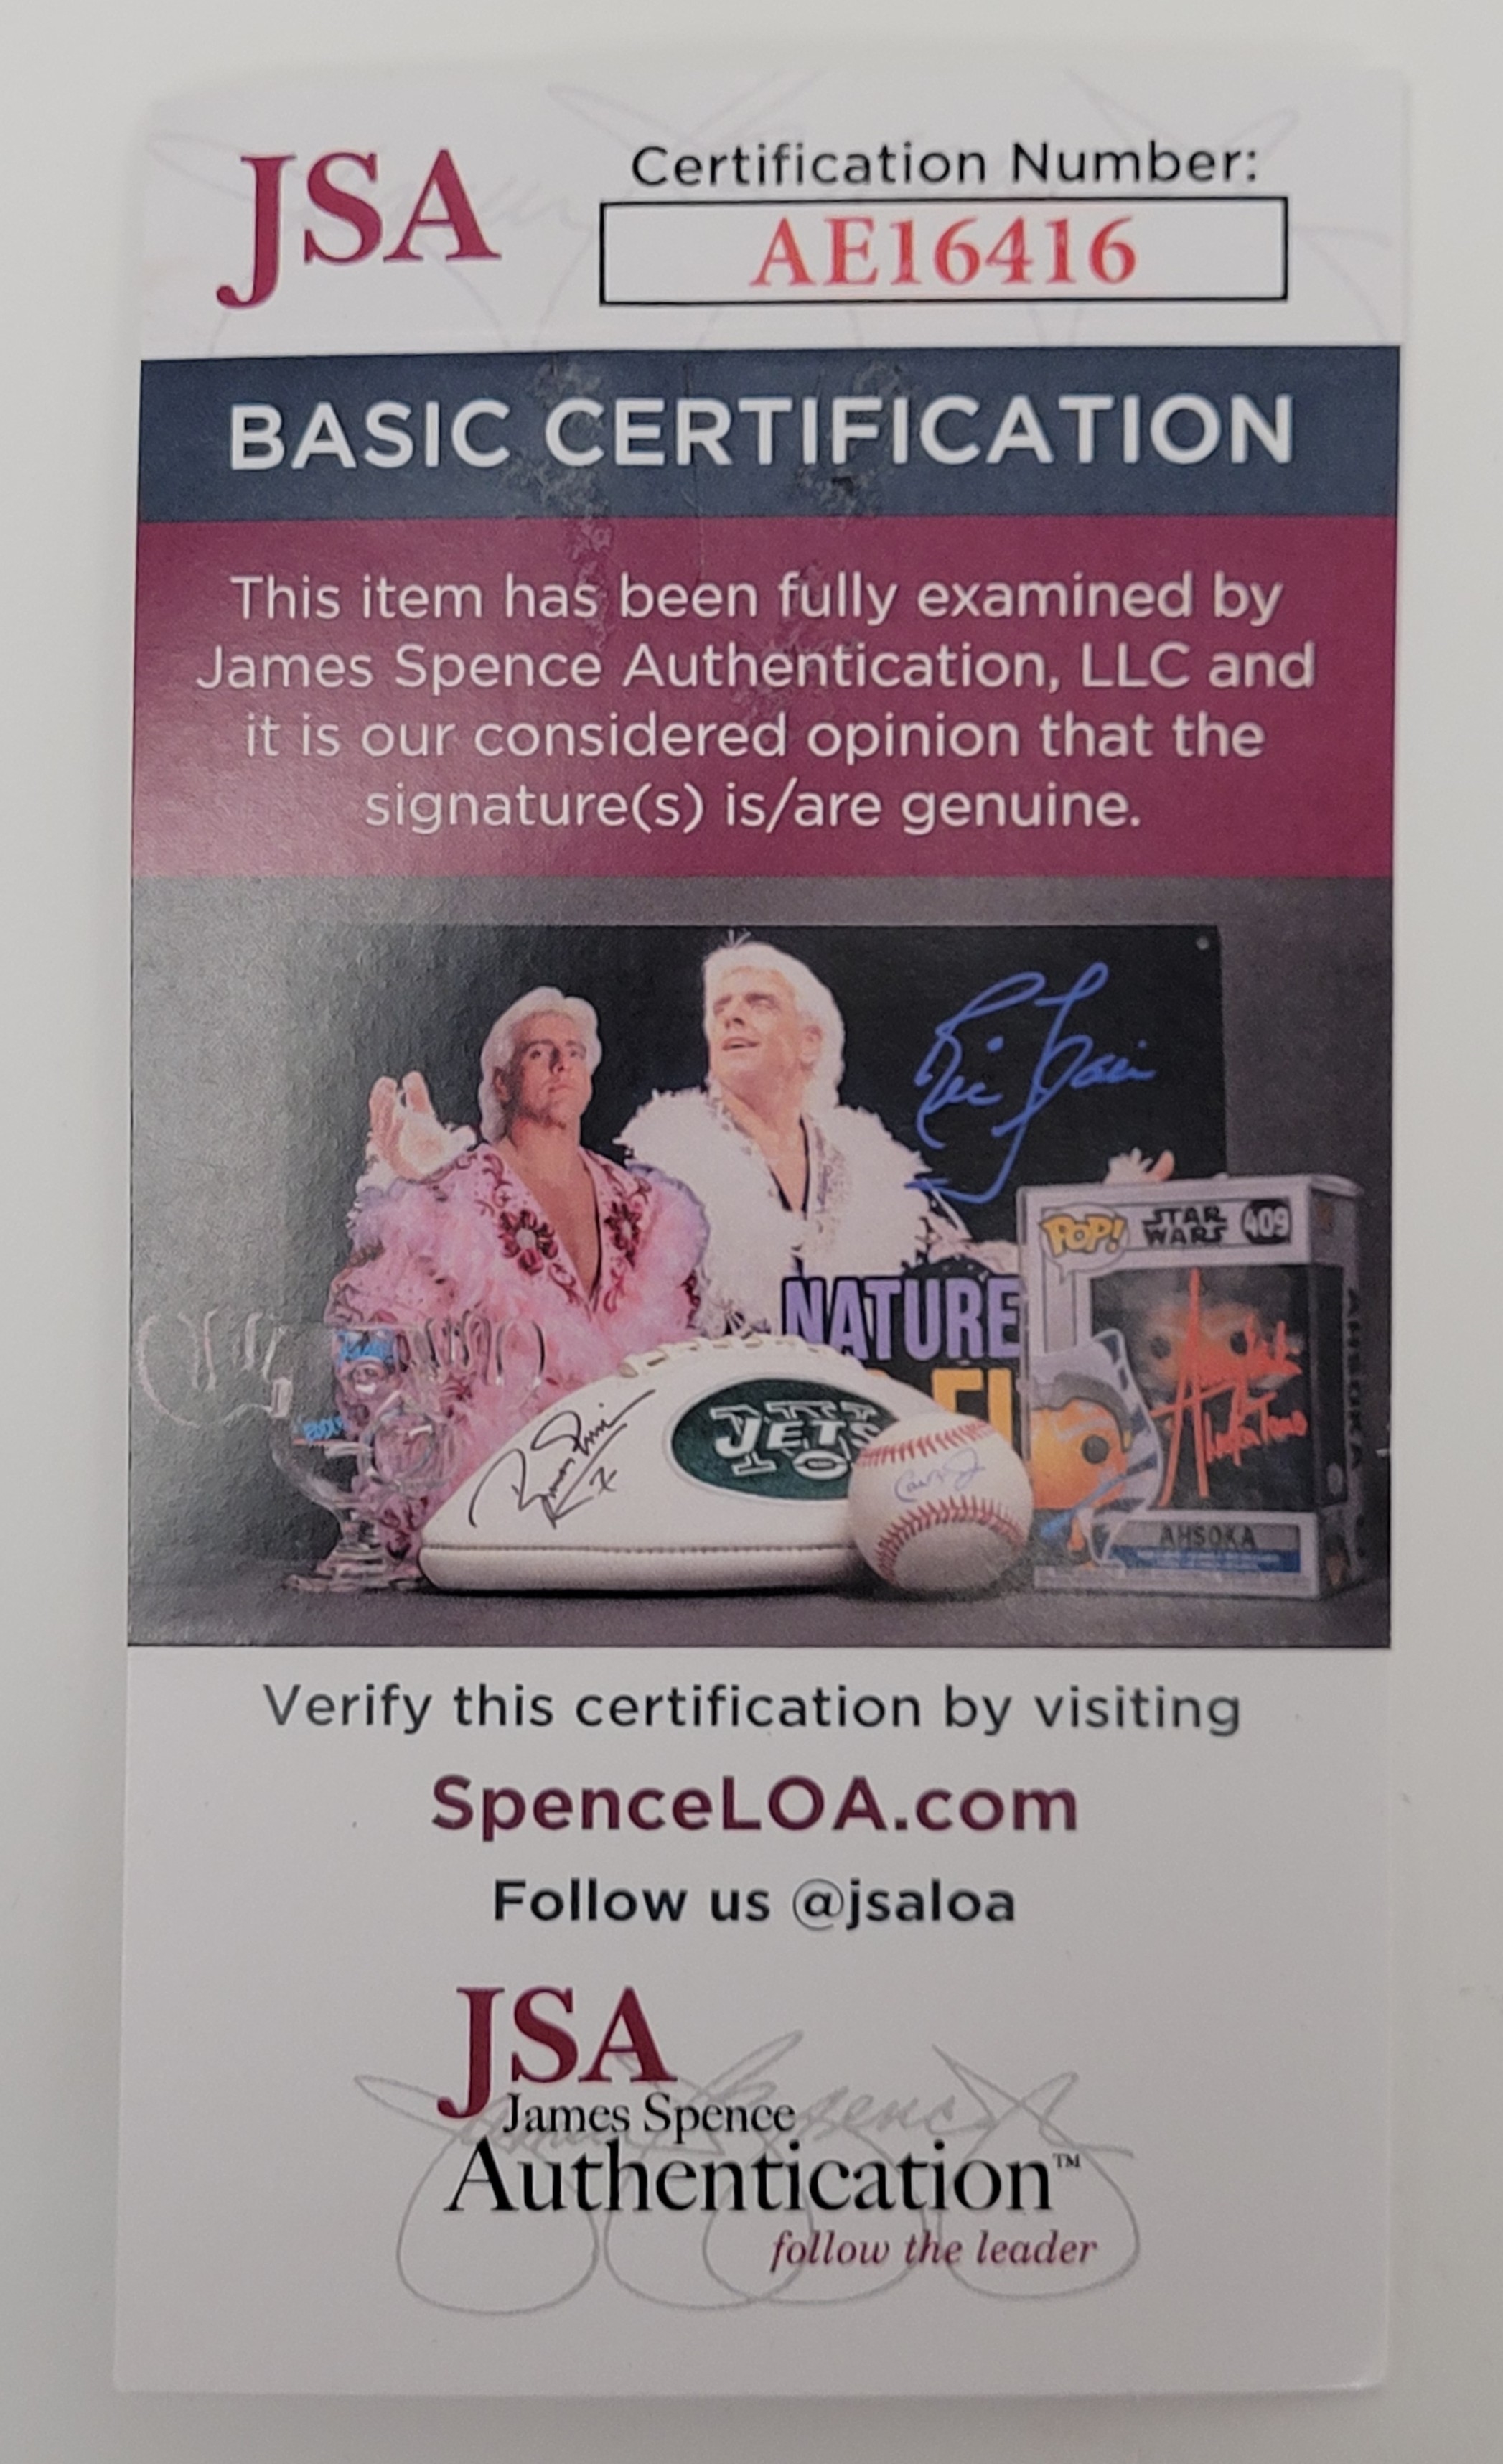 JSA
Certification Number:
AE16416
BASIC CERTIFICATION
This item has been fully examined by
James Spence Authentication, LLC and
it is our considered opinion that the
signature(s) is/are genuine.
Ric Flair
POP!
STAR
WARS
409
NATURE
JETS
AHSOKA
AHSOKA
Verify this certification by visiting
SpenceLOA.com
Follow us @jsaloa
JSA
James Spence
Authentication™
follow the leader